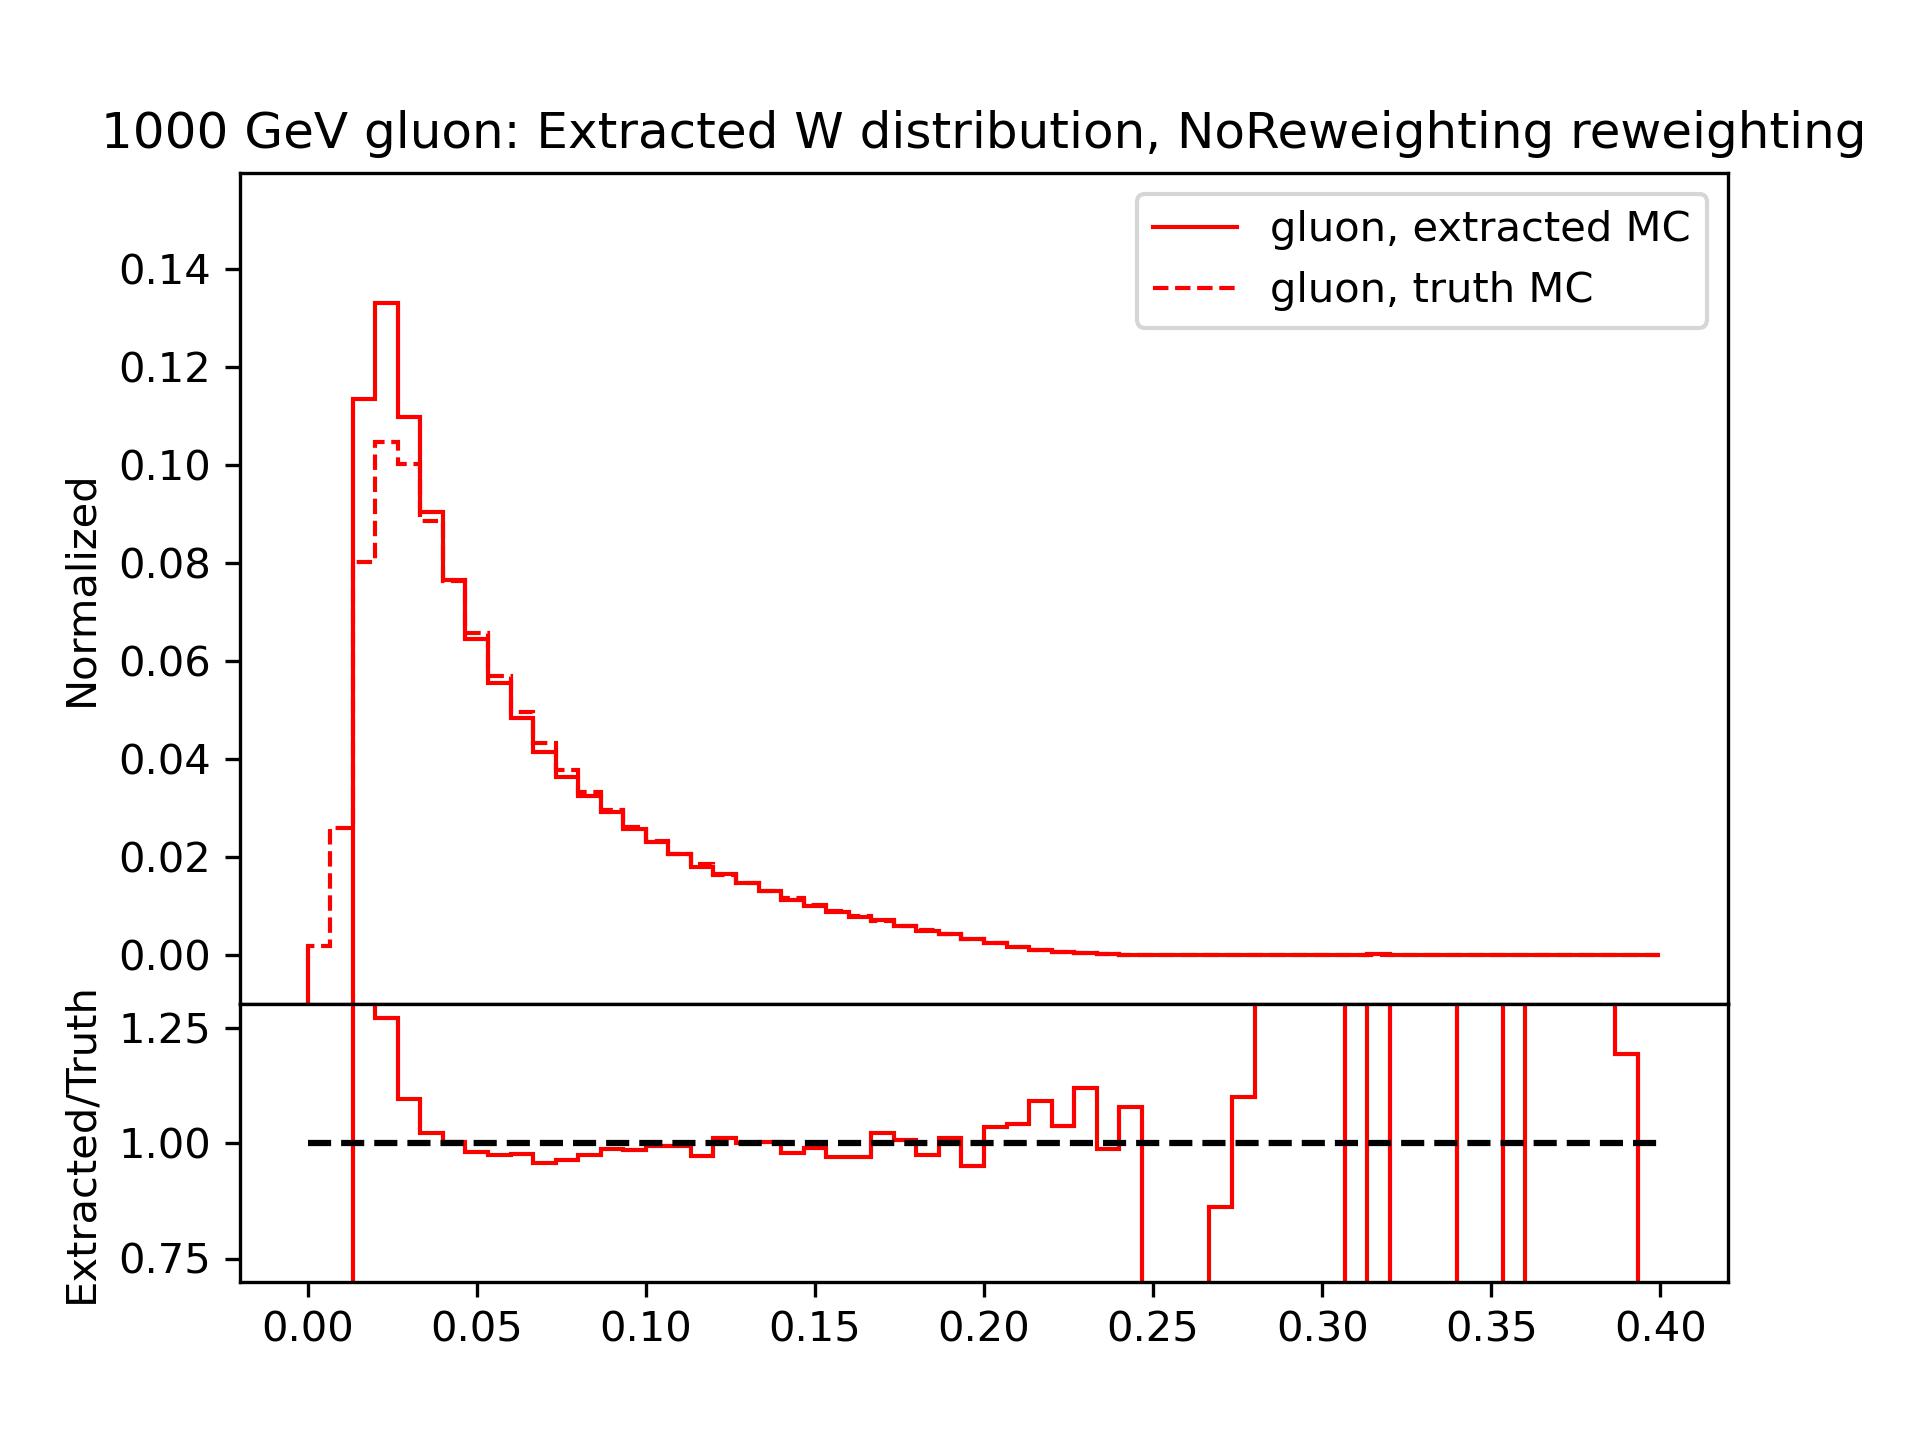 1000 GeV gluon: Extracted W distribution, NoReweighting reweighting
gluon, extracted MC
gluon, truth MC
Normalized
0.14
0.12
0.10
0.08
0.06
0.04
0.02
0.00
Extracted/Truth
1.25
1.00
0.75
0.00 0.05 0.10 0.15 0.20 0.25 0.30 0.35 0.40